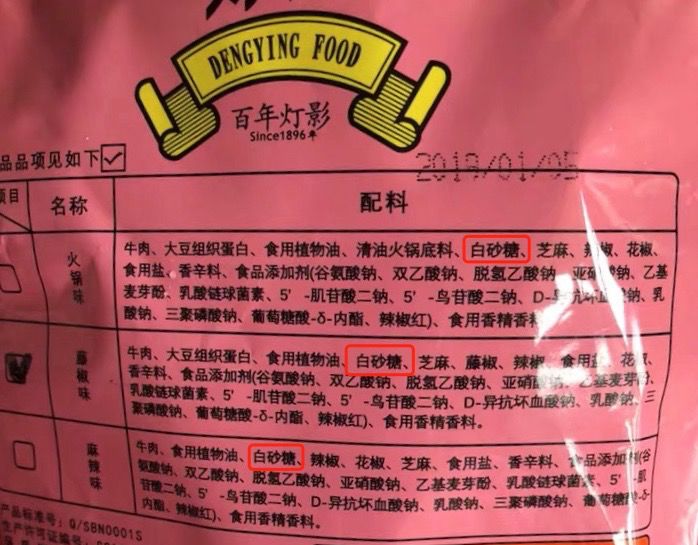 DENGYING FOOD
百年灯影
Since1896年
品品项见如下
2019/01/05
项目 名称 配料
火锅味
牛肉、大豆组织蛋白、食用植物油、清油火锅底料、白砂糖、芝麻、辣椒、花椒、
食用盐、香辛料、食品添加剂(谷氨酸钠、双乙酸钠、脱氢乙酸钠、亚硝酸钠、乙基
麦芽酚、乳酸链球菌素、5'-肌苷酸二钠、5'-鸟苷酸二钠、D-异抗坏血酸钠、乳
酸钠、三聚磷酸钠、葡萄糖酸-δ-内酯、辣椒红)、食用香精香料。
藤椒味
牛肉、大豆组织蛋白、食用植物油、白砂糖、芝麻、藤椒、辣椒、食用盐、花椒、
香辛料、食品添加剂(谷氨酸钠、双乙酸钠、脱氢乙酸钠、亚硝酸钠、乙基麦芽酚、
乳酸链球菌素、5'-肌苷酸二钠、5'-鸟苷酸二钠、D-异抗坏血酸钠、乳酸钠、三
聚磷酸钠、葡萄糖酸-δ-内酯、辣椒红)、食用香精香料。
麻辣味
牛肉、食用植物油、白砂糖、辣椒、花椒、芝麻、食用盐、香辛料、食品添加剂(谷
氨酸钠、双乙酸钠、脱氢乙酸钠、亚硝酸钠、乙基麦芽酚、乳酸链球菌素、5'-肌
苷酸二钠、5'-鸟苷酸二钠、D-异抗坏血酸钠、乳酸钠、三聚磷酸钠、葡萄糖酸-δ-
内酯、辣椒红)、食用香精香料。
产品标准号：Q/SBN0001S
生产许可证编号：